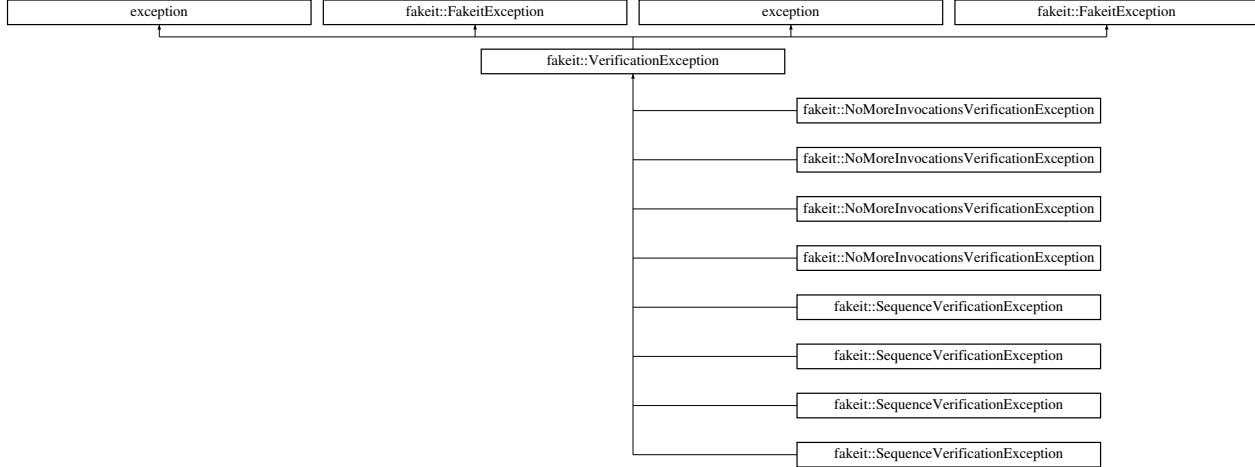 exception
fakeit::FakeitException
exception
fakeit::FakeitException
fakeit::VerificationException
fakeit::NoMoreInvocationsVerificationException
fakeit::NoMoreInvocationsVerificationException
fakeit::NoMoreInvocationsVerificationException
fakeit::NoMoreInvocationsVerificationException
fakeit::SequenceVerificationException
fakeit::SequenceVerificationException
fakeit::SequenceVerificationException
fakeit::SequenceVerificationException